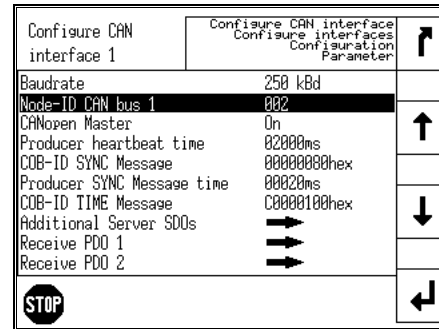 Configure CAN
interface 1
Configure CAN interface
Configure interfaces
Configuration
Parameter
Baudrate 250 kBd
Node-ID CAN bus 1 002
CANopen Master On
Producer heartbeat time 02000ms
COB-ID SYNC Message 00000080hex
Producer SYNC Message time 00020ms
COB-ID TIME Message C0000100hex
Additional Server SDOs
Receive PDO 1
Receive PDO 2
STOP